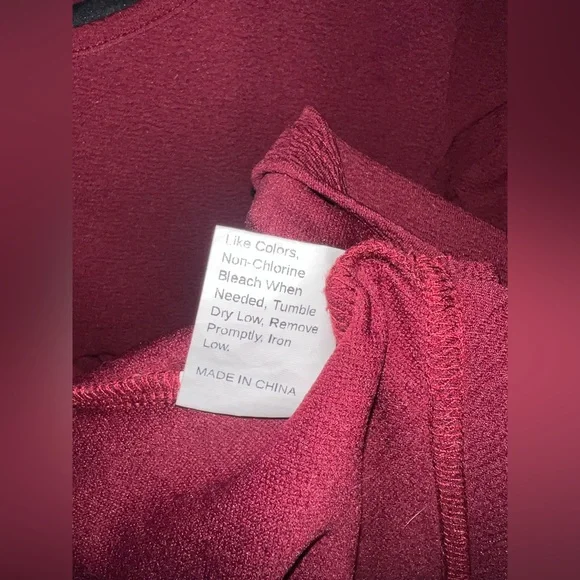 Like Colors,
Non-Chlorine
Bleach When
Needed, Tumble
Dry Low, Remove
Promptly, Iron
Low.
MADE IN CHINA